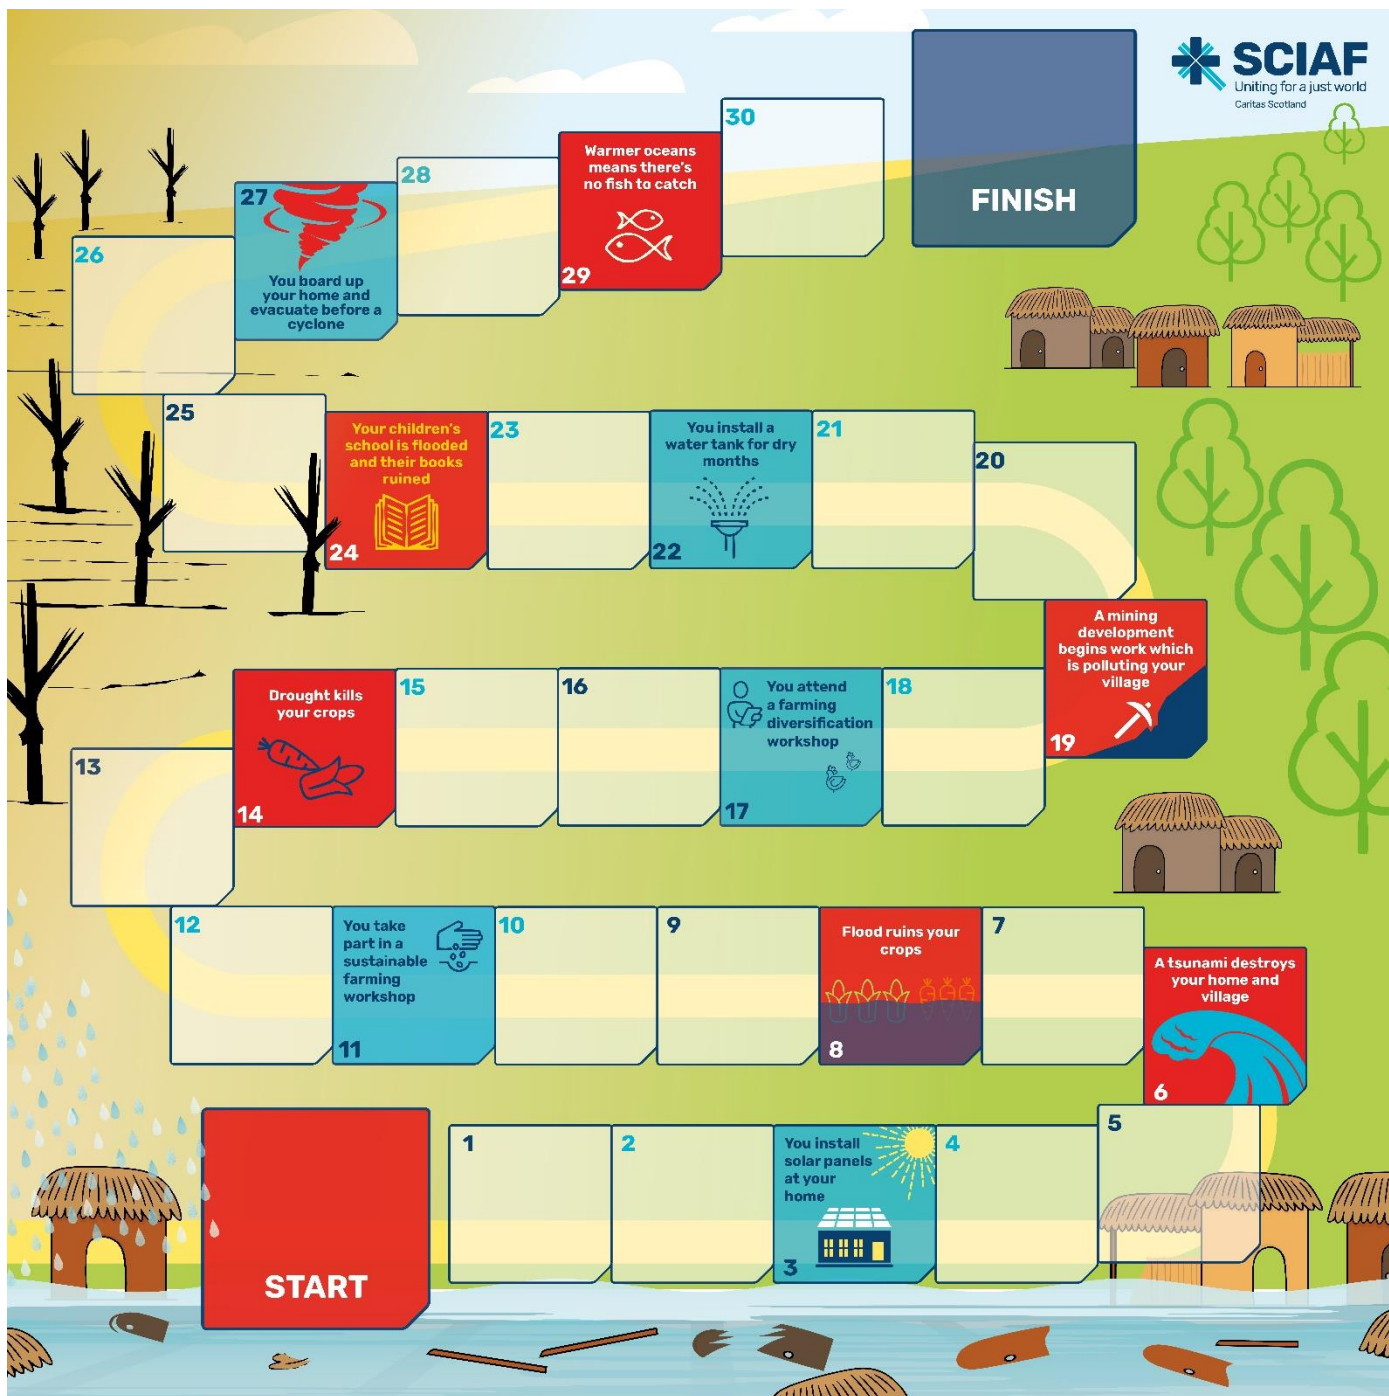 SCIAF
Uniting for a just world
Caritas Scotland
FINISH
30
Warmer oceans
means there's
no fish to catch
29
28
27
You board up
your home and
evacuate before a
cyclone
26
25
Your children's
school is flooded
and their books
ruined
24
23
You install a
water tank for dry
months
22
21
20
A mining
development
begins work which
is polluting your
village
19
18
You attend
a farming
diversification
workshop
17
16
15
Drought kills
your crops
14
13
12
You take
part in a
sustainable
farming
workshop
11
10
9
Flood ruins your
crops
8
7
A tsunami destroys
your home and
village
6
5
4
You install
solar panels
at your
home
3
2
1
START